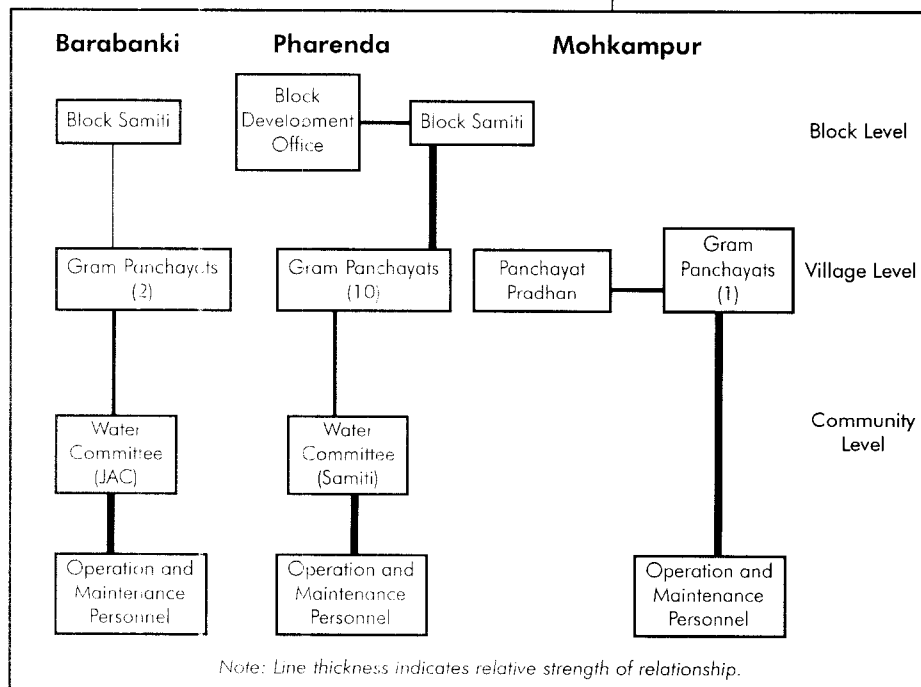 Barabanki
Pharenda
Mohkampur
Block Samiti
Block
Development
Office
Block Samiti
Block Level
Gram Panchayats
(2)
Gram Panchayats
(10)
Panchayat
Pradhan
Gram
Panchayats
(1)
Village Level
Water
Committee
(JAC)
Water
Committee
(Samiti)
Community
Level
Operation and
Maintenance
Personnel
Operation and
Maintenance
Personnel
Operation and
Maintenance
Personnel
Note: Line thickness indicates relative strength of relationship.